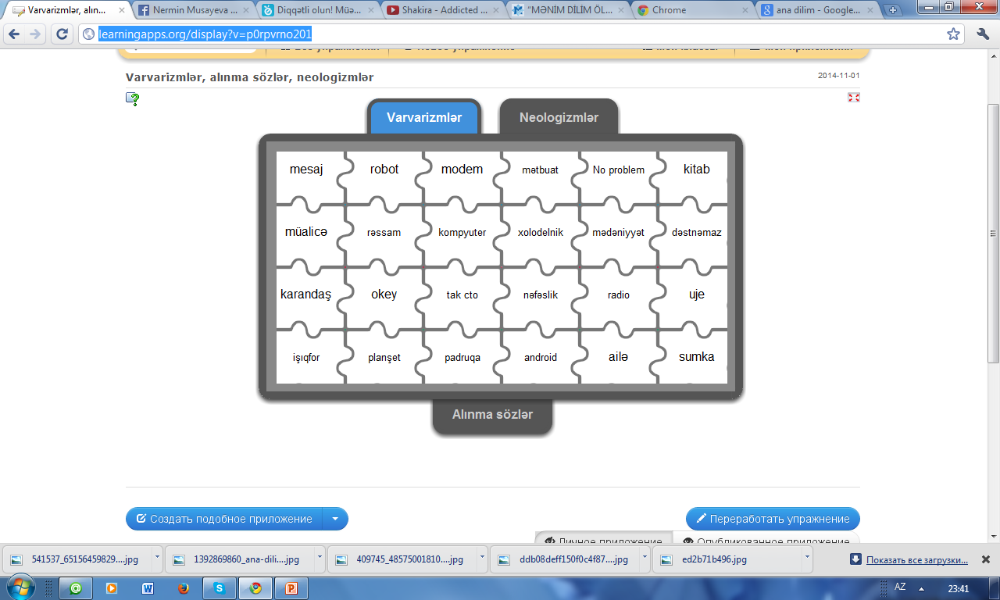 Varvarizmlər, alın...
Nermin Musayeva ...
Diqqətli olun! Müə...
Shakira - Addicted ...
"MƏNİM DİLİM ÖL...
Chrome
ana dilim - Google...
learningapps.org/display?v=p0rpvrno201
Varvarizmlər, alınma sözlər, neologizmlər
2014-11-01
Varvarizmlər
Neologizmlər
mesaj robot modem mətbuat No problem kitab
müalicə rəssam kompyuter xolodelnik mədəniyyət dəstnəmaz
karandaş okey tak cto nəfəslik radio uje
işıqfor planşet padruqa android ailə sumka
Alınma sözlər
Создать подобное приложение
Переработать упражнение
Личное приложение
Опубликованное приложение
541537_65156459829....jpg
1392869860_ana-dili....jpg
409745_48575001810....jpg
ddb08deff150f0c4f87....jpg
ed2b71b496.jpg
Показать все загрузки...
AZ
23:41